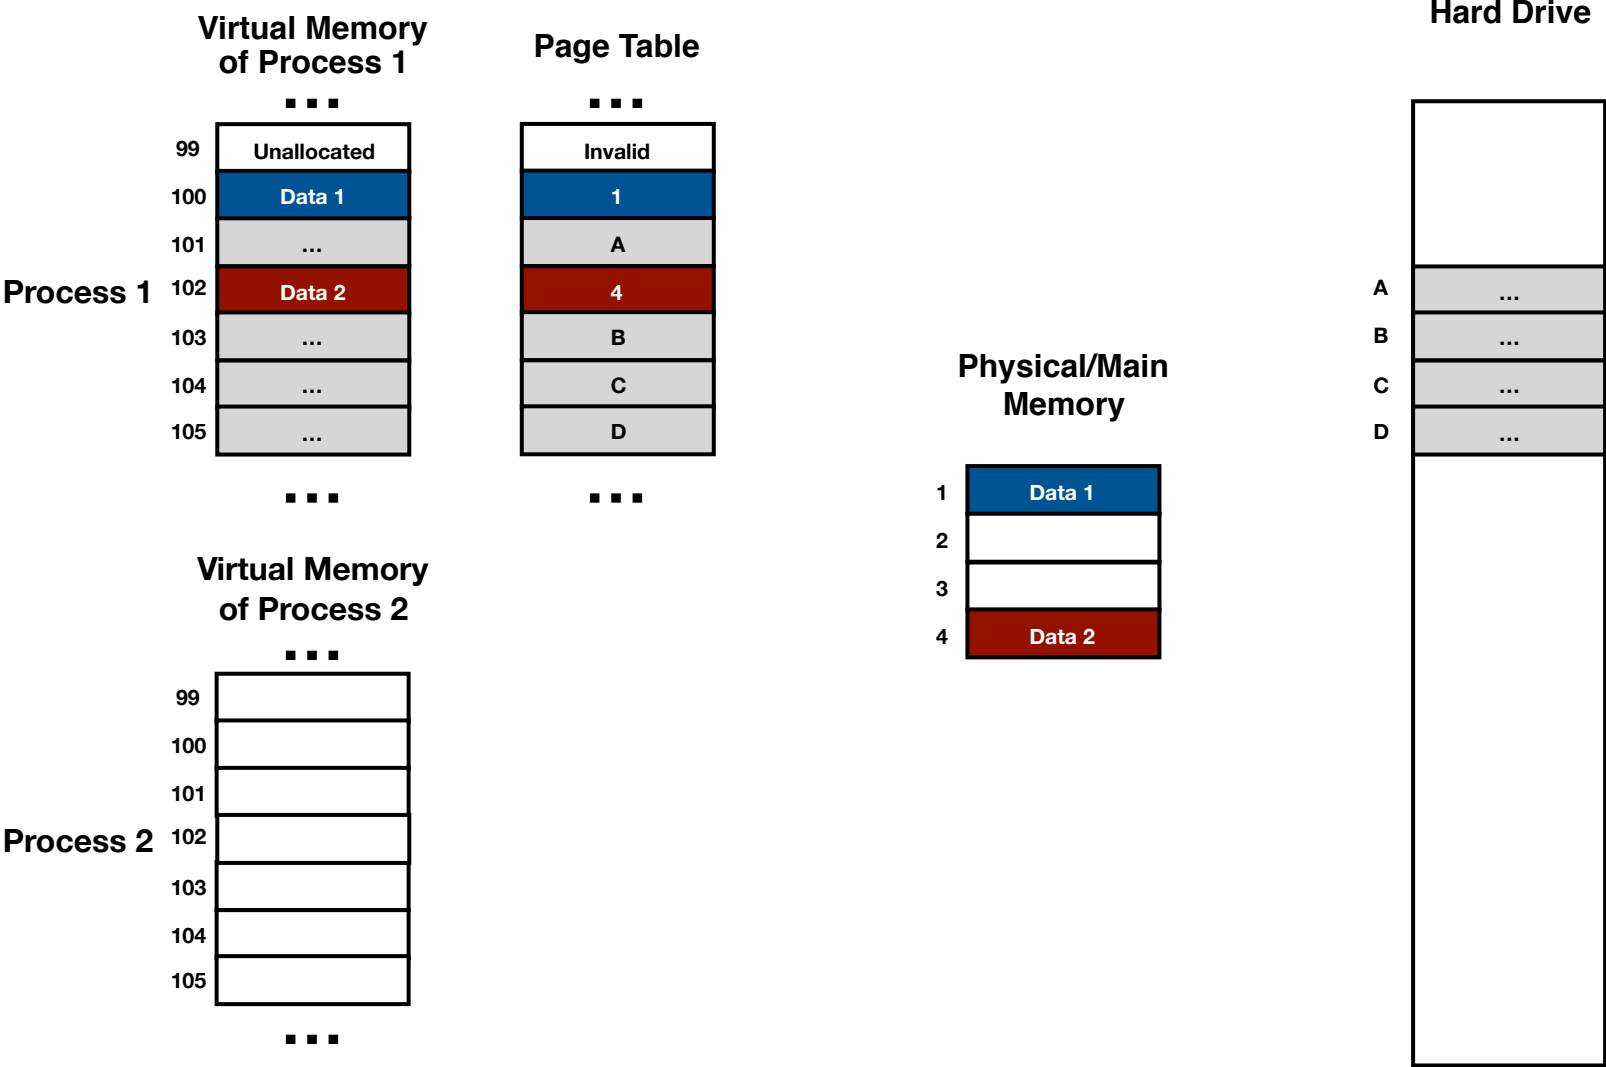 Hard Drive
Virtual Memory
of Process 1
Page Table
...
...
99 Unallocated Invalid
100 Data 1 1
101 ... A
Process 1 102 Data 2 4
103 ... B
104 ... C
105 ... D
...
...
A ...
B ...
C ...
D ...
Physical/Main
Memory
1 Data 1
2
3
4 Data 2
Virtual Memory
of Process 2
...
99
100
101
Process 2 102
103
104
105
...